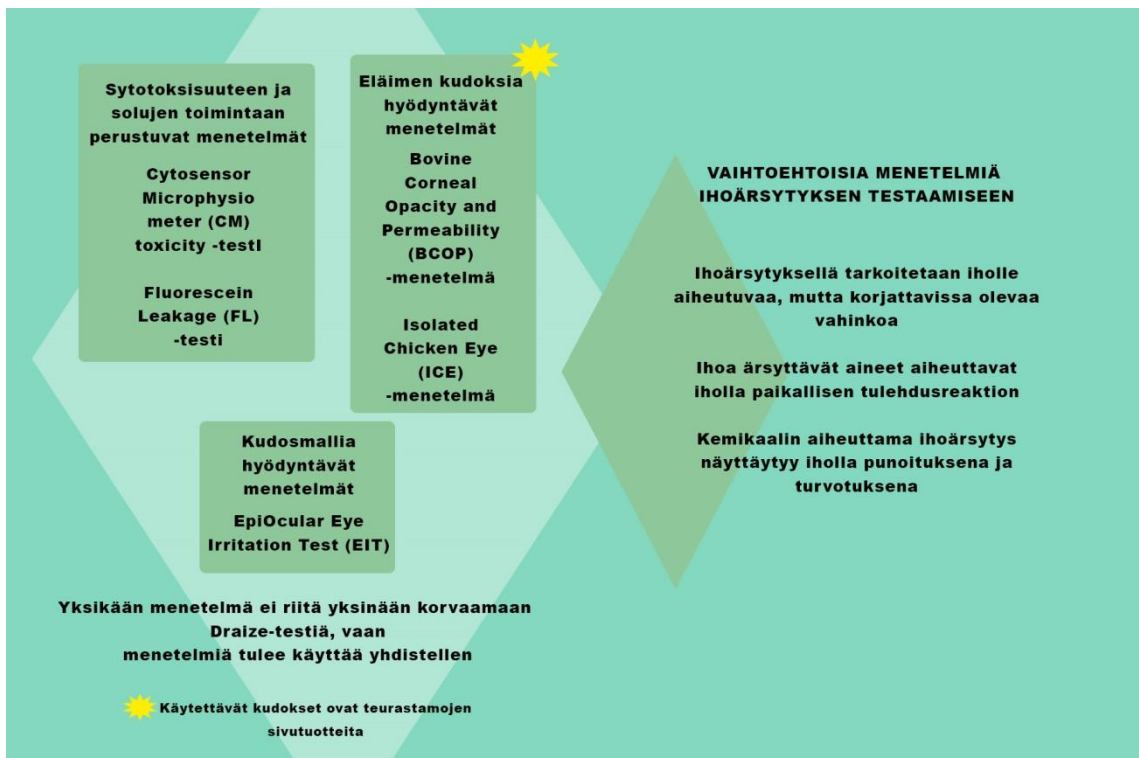 Sytotoksisuuteen ja
solujen toimintaan
perustuvat menetelmät
Cytosensor
Microphysio
meter (CM)
toxicity -testI
Fluorescein
Leakage (FL)
-testi
Eläimen kudoksia
hyödyntävät
menetelmät
Bovine
Corneal
Opacity and
Permeability
(BCOP)
-menetelmä
Isolated
Chicken Eye
(ICE)
-menetelmä
Kudosmallia
hyödyntävät
menetelmät
EpiOcular Eye
Irritation Test (EIT)
Yksikään menetelmä ei riitä yksinään korvaamaan
Draize-testiä, vaan
menetelmiä tulee käyttää yhdistellen
Käytettävät kudokset ovat teurastamojen
sivutuotteita
VAIHTOEHTOISIA MENETELMIÄ
IHOÄRSYTYKSEN TESTAAMISEEN
Ihoärsytyksellä tarkoitetaan iholle
aiheutuvaa, mutta korjattavissa olevaa
vahinkoa
Ihoa ärsyttävät aineet aiheuttavat
iholla paikallisen tulehdusreaktion
Kemikaalin aiheuttama ihoärsytys
näyttäytyy iholla punoituksena ja
turvotuksena